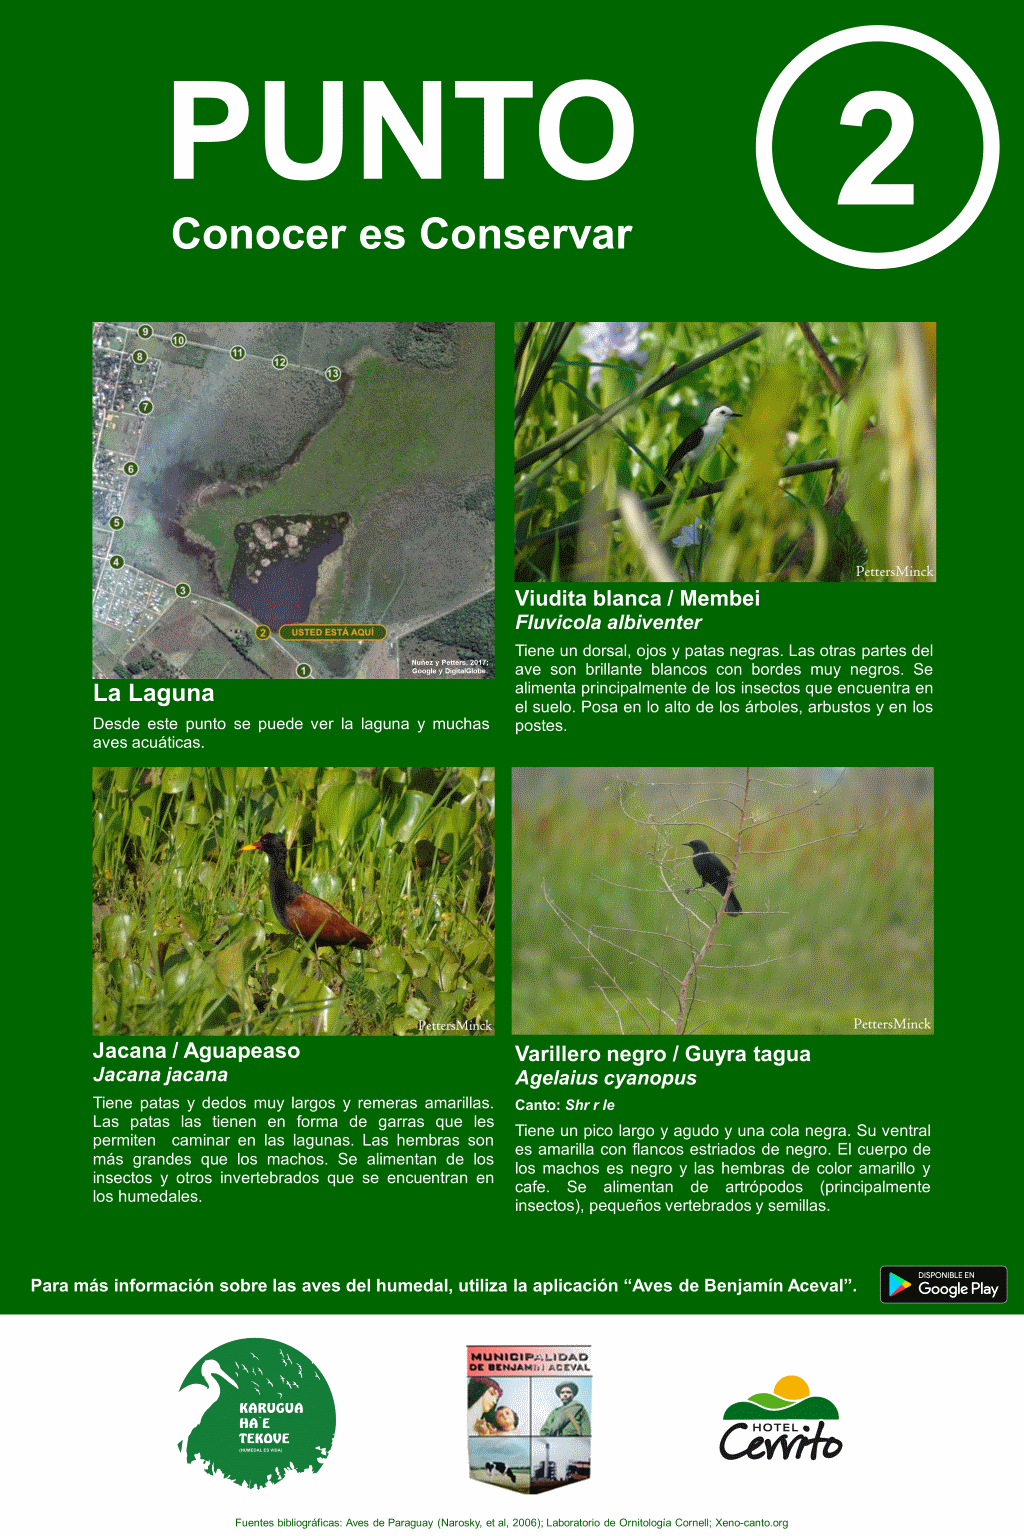 PUNTO
2
Conocer es Conservar
9
10
11
12
13
8
7
6
5
4
3
2
USTED ESTÁ AQUÍ
1
Nuñez y Petters, 2017;
Google y DigitalGlobe.
La Laguna
Desde este punto se puede ver la laguna y muchas
aves acuáticas.
PettersMinck
Viudita blanca / Membei
Fluvicola albiventer
Tiene un dorsal, ojos y patas negras. Las otras partes del
ave son brillante blancos con bordes muy negros. Se
alimenta principalmente de los insectos que encuentra en
el suelo. Posa en lo alto de los árboles, arbustos y en los
postes.
PettersMinck
Jacana / Aguapeaso
Jacana jacana
Tiene patas y dedos muy largos y remeras amarillas.
Las patas las tienen en forma de garras que les
permiten caminar en las lagunas. Las hembras son
más grandes que los machos. Se alimentan de los
insectos y otros invertebrados que se encuentran en
los humedales.
PettersMinck
Varillero negro / Guyra tagua
Agelaius cyanopus
Canto: Shr r le
Tiene un pico largo y agudo y una cola negra. Su ventral
es amarilla con flancos estriados de negro. El cuerpo de
los machos es negro y las hembras de color amarillo y
cafe. Se alimentan de artrópodos (principalmente
insectos), pequeños vertebrados y semillas.
Para más información sobre las aves del humedal, utiliza la aplicación “Aves de Benjamín Aceval”.
DISPONIBLE EN
Google Play
KARUGUA
HA'E
TEKOVE
(HUMEDAL ES VIDA)
MUNICIPALIDAD
DE BENJAMIN ACEVAL
HOTEL
Cerrito
Fuentes bibliográficas: Aves de Paraguay (Narosky, et al, 2006); Laboratorio de Ornitología Cornell; Xeno-canto.org